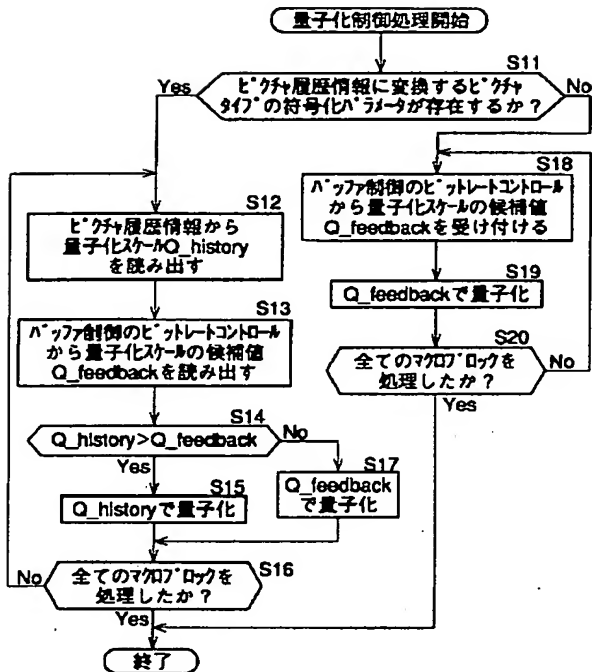 量子化制御処理開始
S11
ピクチャ履歴情報に変換するピクチャ
タイプの符号化パラメータが存在するか?
Yes
No
S12
ピクチャ履歴情報から
量子化スケールQ_history
を読み出す
S13
バッファ制御のビットレートコントロール
から量子化スケールの候補値
Q_feedbackを読み出す
S14
Q_history>Q_feedback
No
Yes
S15
Q_historyで量子化
S17
Q_feedback
で量子化
S16
全てのマクロブロックを
処理したか?
No
Yes
S18
バッファ制御のビットレートコントロール
から量子化スケールの候補値
Q_feedbackを受け付ける
S19
Q_feedbackで量子化
S20
全てのマクロブロックを
処理したか?
No
Yes
終了